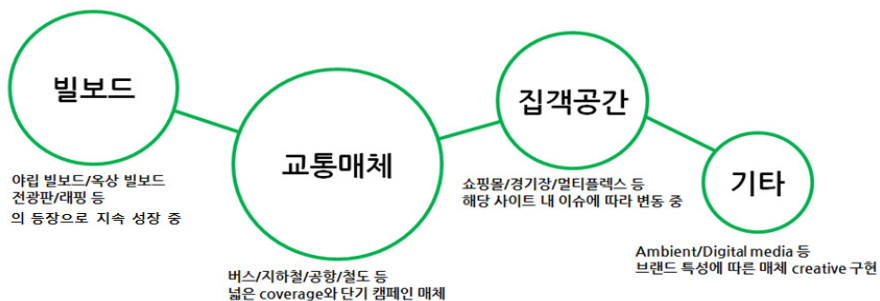 빌보드
야립 빌보드/옥상 빌보드
전광판/래핑 등
의 등장으로 지속 성장 중
교통매체
버스/지하철/공항/철도 등
넓은 coverage와 단기 캠페인 매체
집객공간
쇼핑몰/경기장/멀티플렉스 등
해당 사이트 내 이슈에 따라 변동 중
기타
Ambient/Digital media 등
브랜드 특성에 따른 매체 creative 구현